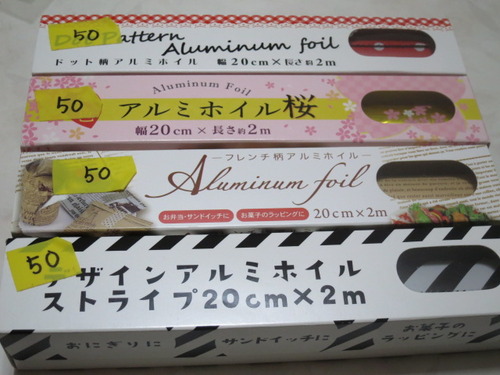 50
Dot Pattern
Aluminum foil
ドット柄アルミホイル 幅20cm×長さ約2m
50
Aluminum Foil
アルミホイル桜
幅20cm×長さ約2m
50
フレンチ柄アルミホイル
Aluminum foil
お弁当・サンドイッチに お菓子のラッピングに 20cm×2m
50
デザインアルミホイル
ストライプ20cm×2m
おにぎりに サンドイッチに お菓子の
ラッピングに